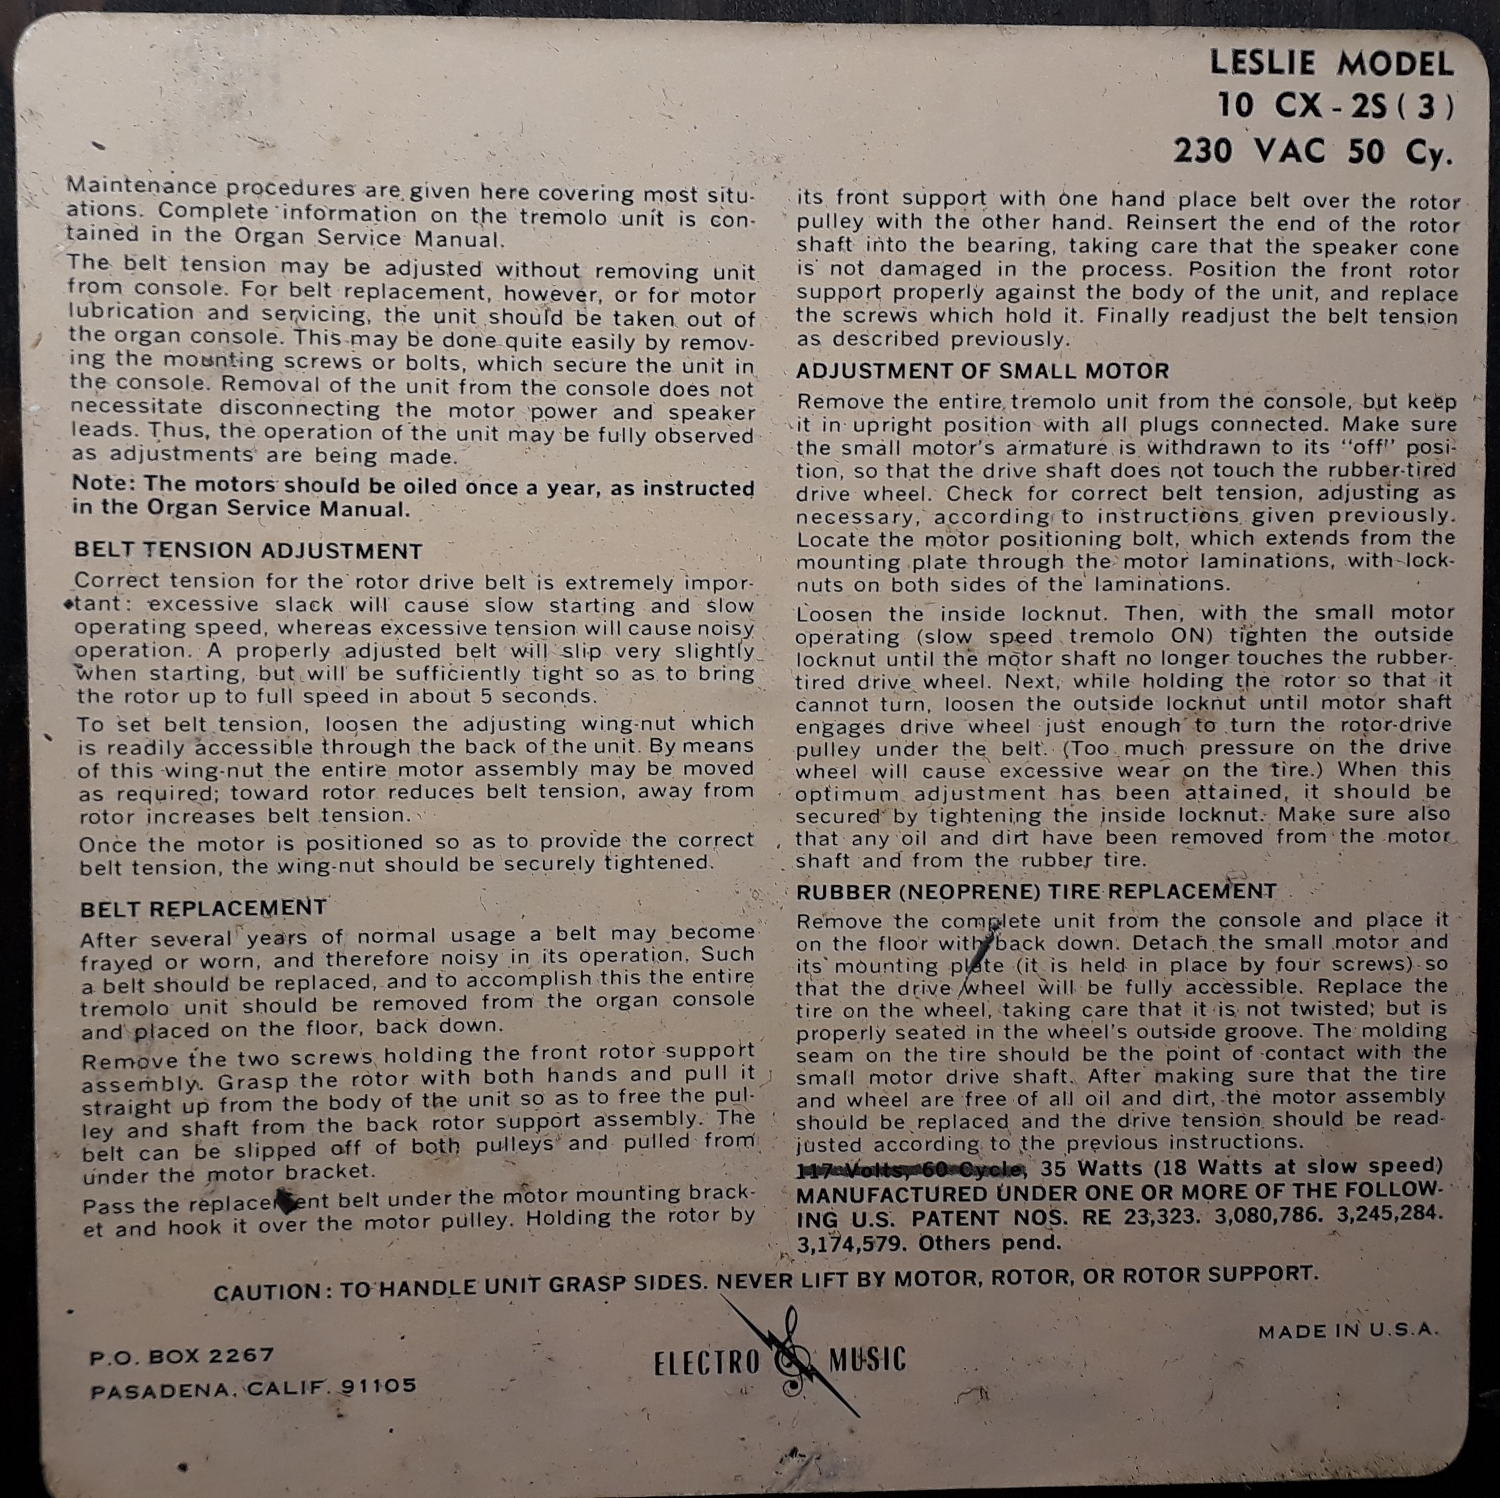 LESLIE MODEL
10 CX-2S(3)
230 VAC 50 Cy.
Maintenance procedures are given here covering most situ-
ations. Complete information on the tremolo unit is con-
tained in the Organ Service Manual.
The belt tension may be adjusted without removing unit
from console. For belt replacement, however, or for motor
lubrication and servicing, the unit should be taken out of
the organ console. This may be done quite easily by remov-
ing the mounting screws or bolts, which secure the unit in
the console. Removal of the unit from the console does not
necessitate disconnecting the motor power and speaker
leads. Thus, the operation of the unit may be fully observed
as adjustments are being made.
Note: The motors should be oiled once a year, as instructed
in the Organ Service Manual.
BELT TENSION ADJUSTMENT
Correct tension for the rotor drive belt is extremely impor-
tant: excessive slack will cause slow starting and slow
operating speed, whereas excessive tension will cause noisy
operation. A properly adjusted belt will slip very slightly
when starting, but will be sufficiently tight so as to bring
the rotor up to full speed in about 5 seconds.
To set belt tension, loosen the adjusting wing-nut which
is readily accessible through the back of the unit. By means
of this wing-nut the entire motor assembly may be moved
as required; toward rotor reduces belt tension, away from
rotor increases belt tension.
Once the motor is positioned so as to provide the correct
belt tension, the wing-nut should be securely tightened.
BELT REPLACEMENT
After several years of normal usage a belt may become
frayed or worn, and therefore noisy in its operation. Such
a belt should be replaced, and to accomplish this the entire
tremolo unit should be removed from the organ console
and placed on the floor, back down.
Remove the two screws holding the front rotor support
assembly. Grasp the rotor with both hands and pull it
straight up from the body of the unit so as to free the pul-
ley and shaft from the back rotor support assembly. The
belt can be slipped off of both pulleys and pulled from
under the motor bracket.
Pass the replacement belt under the motor mounting brack-
et and hook it over the motor pulley. Holding the rotor by
its front support with one hand place belt over the rotor
pulley with the other hand. Reinsert the end of the rotor
shaft into the bearing, taking care that the speaker cone
is not damaged in the process. Position the front rotor
support properly against the body of the unit, and replace
the screws which hold it. Finally readjust the belt tension
as described previously.
ADJUSTMENT OF SMALL MOTOR
Remove the entire tremolo unit from the console, but keep
it in upright position with all plugs connected. Make sure
the small motor's armature is withdrawn to its "off" posi-
tion, so that the drive shaft does not touch the rubber-tired
drive wheel. Check for correct belt tension, adjusting as
necessary, according to instructions given previously.
Locate the motor positioning bolt, which extends from the
mounting plate through the motor laminations, with lock-
nuts on both sides of the laminations.
Loosen the inside locknut. Then, with the small motor
operating (slow speed tremolo ON) tighten the outside
locknut until the motor shaft no longer touches the rubber-
tired drive wheel. Next, while holding the rotor so that it
cannot turn, loosen the outside locknut until motor shaft
engages drive wheel just enough to turn the rotor-drive
pulley under the belt. (Too much pressure on the drive
wheel will cause excessive wear on the tire.) When this
optimum adjustment has been attained, it should be
secured by tightening the inside locknut. Make sure also
that any oil and dirt have been removed from the motor
shaft and from the rubber tire.
RUBBER (NEOPRENE) TIRE REPLACEMENT
Remove the complete unit from the console and place it
on the floor with back down. Detach the small motor and
its mounting plate (it is held in place by four screws) so
that the drive wheel will be fully accessible. Replace the
tire on the wheel, taking care that it is not twisted; but is
properly seated in the wheel's outside groove. The molding
seam on the tire should be the point of contact with the
small motor drive shaft. After making sure that the tire
and wheel are free of all oil and dirt, the motor assembly
should be replaced and the drive tension should be read-
justed according to the previous instructions.
117 Volts, 60 Cycle, 35 Watts (18 Watts at slow speed)
MANUFACTURED UNDER ONE OR MORE OF THE FOLLOW-
ING U.S. PATENT NOS. RE 23,323. 3,080,786. 3,245,284.
3,174,579. Others pend.
CAUTION: TO HANDLE UNIT GRASP SIDES. NEVER LIFT BY MOTOR, ROTOR, OR ROTOR SUPPORT.
P.O. BOX 2267
PASADENA, CALIF. 91105
ELECTRO MUSIC
MADE IN U.S.A.